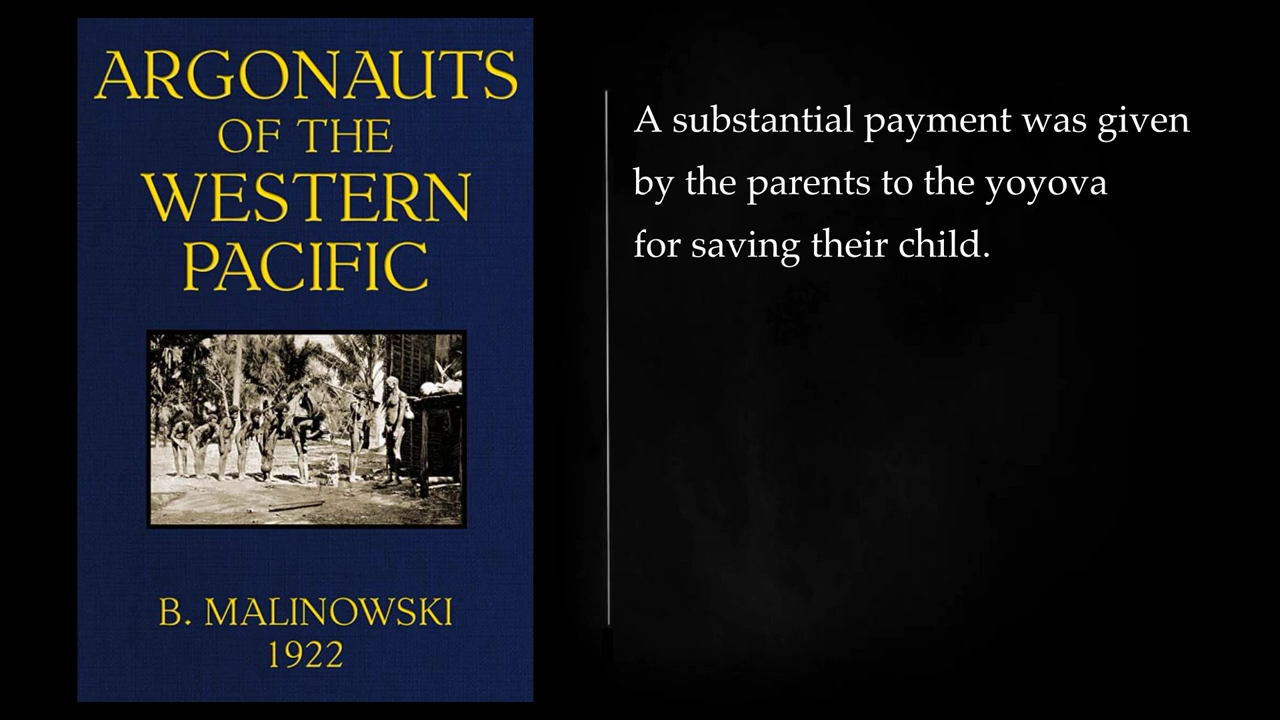 ARGONAUTS
OF THE
WESTERN
PACIFIC
B. MALINOWSKI
1922
A substantial payment was given
by the parents to the yoyova
for saving their child.